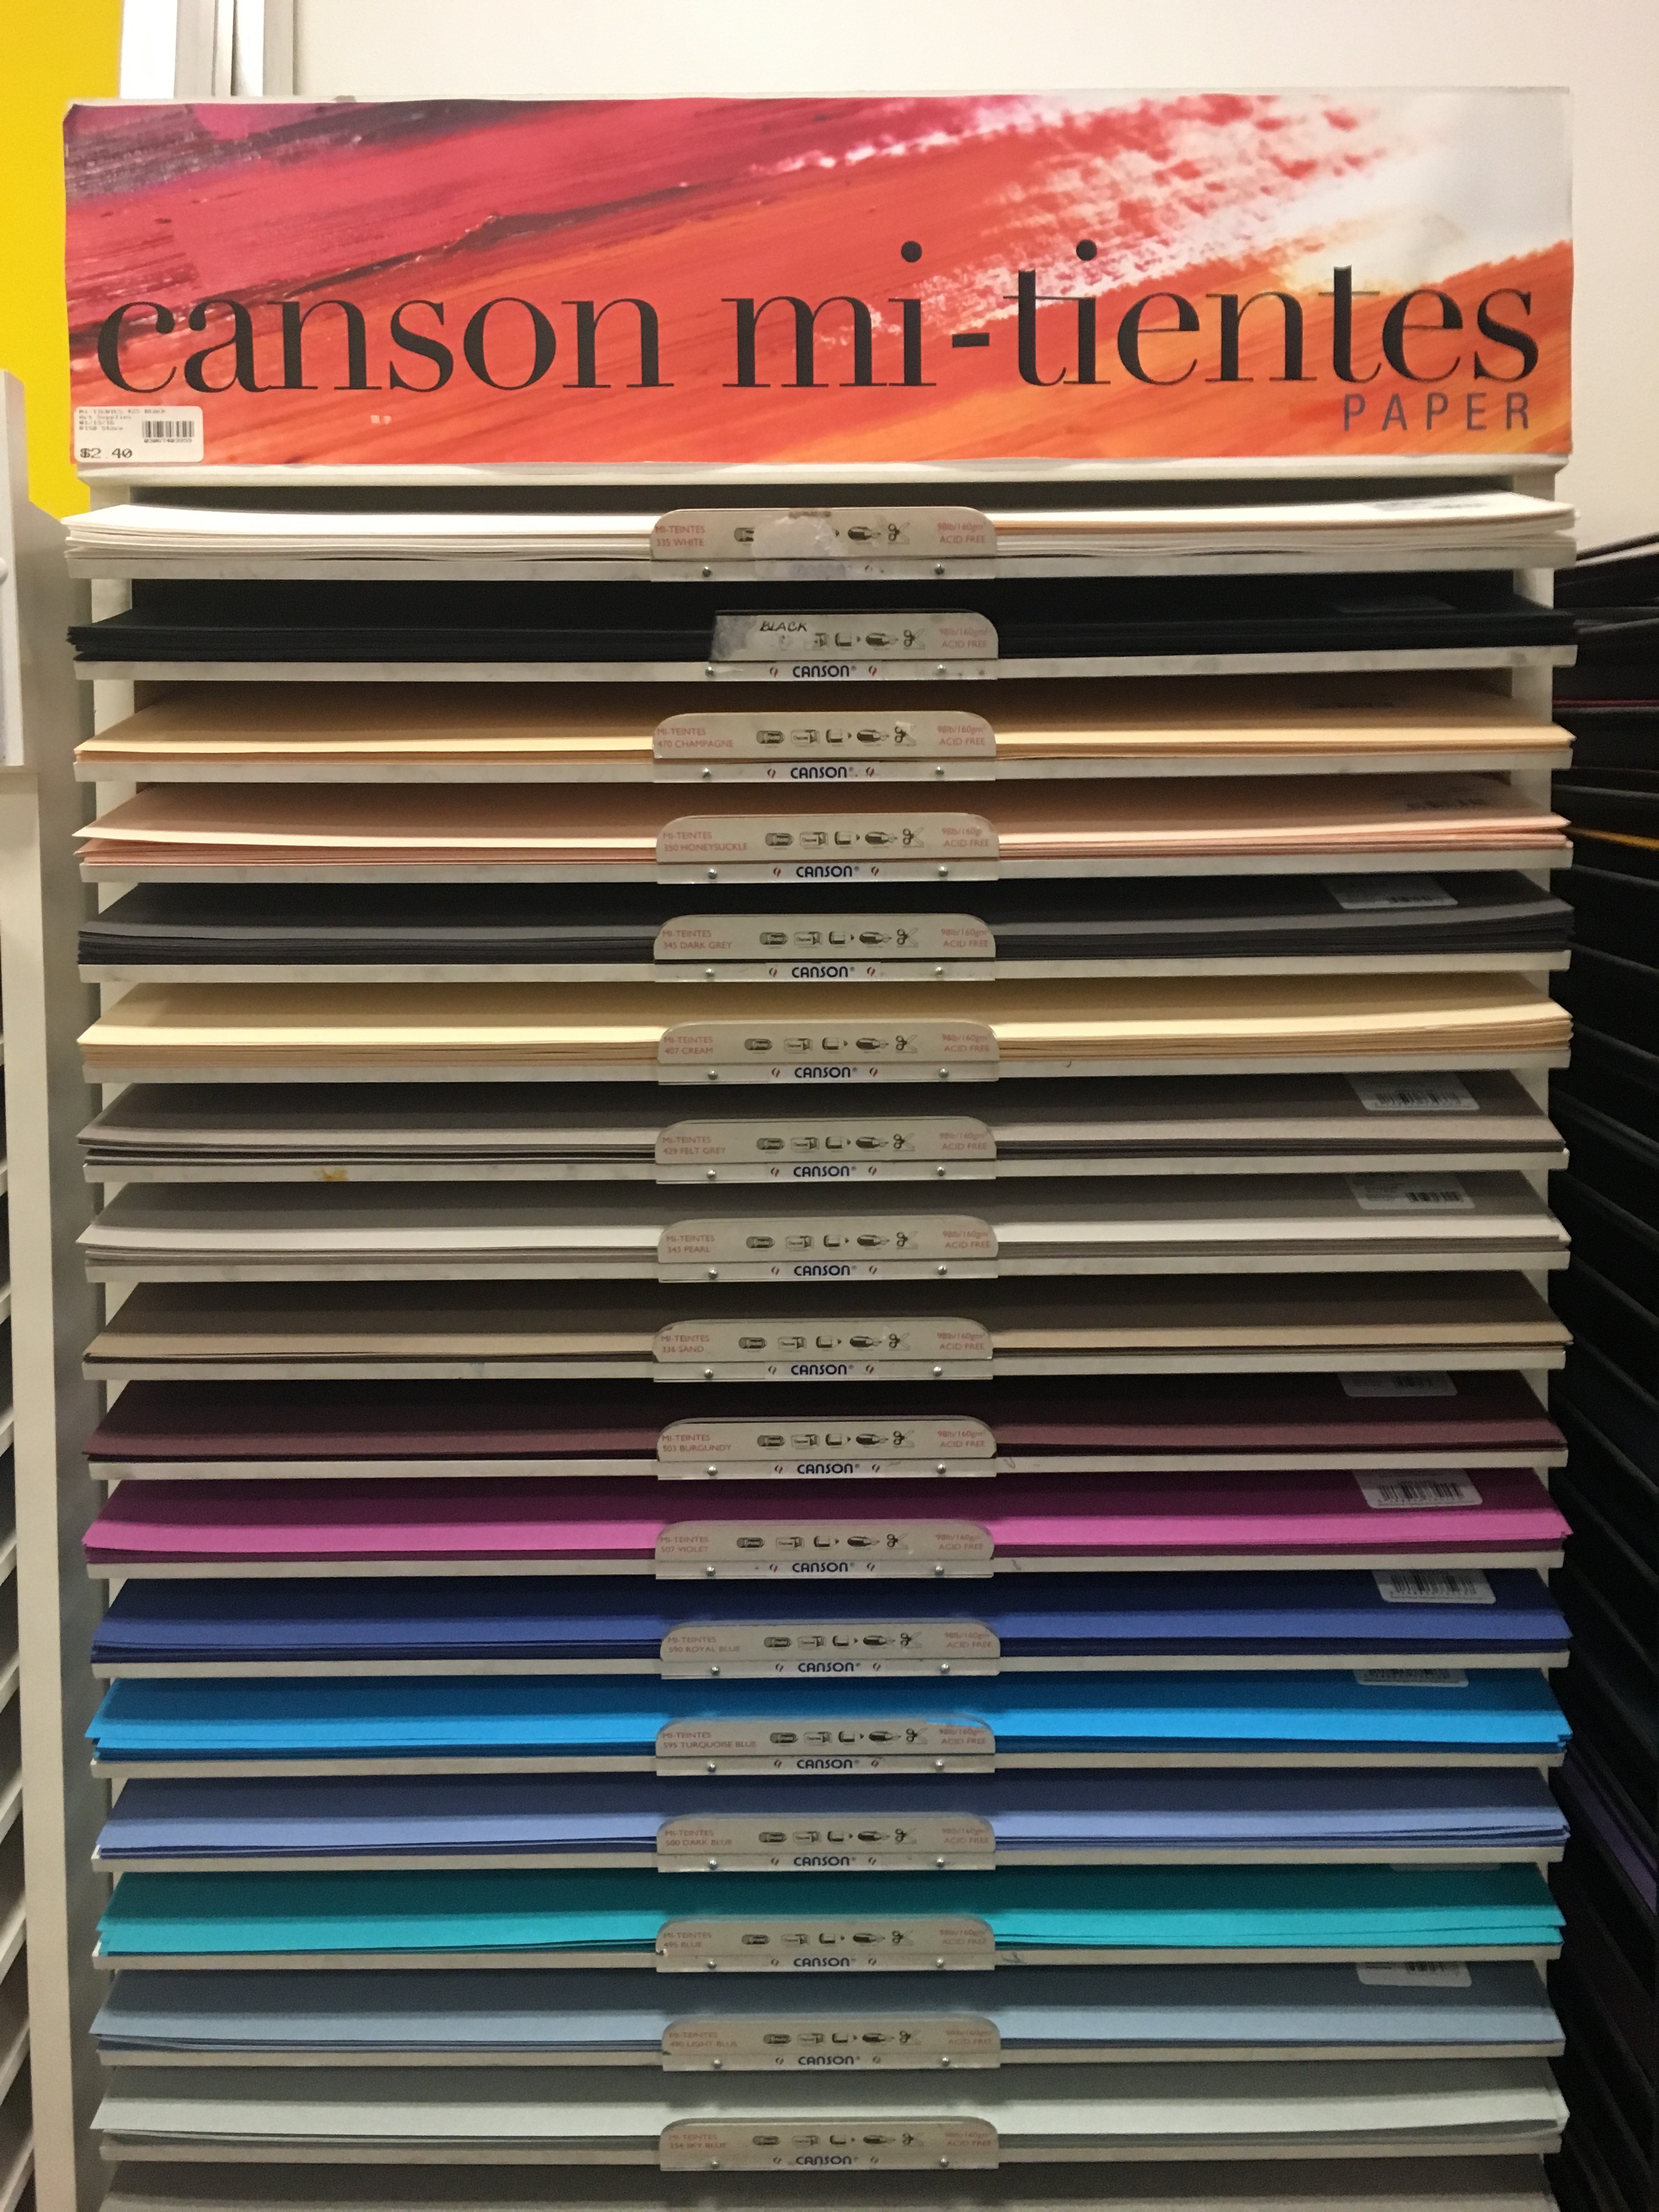 canson mi-tientes
PAPER
$2.40
MI-TEINTES
335 WHITE
98lb/160gm²
ACID FREE
BLACK
98lb/160gm²
ACID FREE
CANSON®
MI-TEINTES
470 CHAMPAGNE
98lb/160gm²
ACID FREE
CANSON®
MI-TEINTES
350 HONEYSUCKLE
98lb/160gm²
ACID FREE
CANSON®
MI-TEINTES
345 DARK GREY
98lb/160gm²
ACID FREE
CANSON®
MI-TEINTES
407 CREAM
98lb/160gm²
ACID FREE
CANSON®
MI-TEINTES
429 FELT GREY
98lb/160gm²
ACID FREE
CANSON®
MI-TEINTES
343 PEARL
98lb/160gm²
ACID FREE
CANSON®
MI-TEINTES
336 SAND
98lb/160gm²
ACID FREE
CANSON®
MI-TEINTES
503 BURGUNDY
98lb/160gm²
ACID FREE
CANSON®
MI-TEINTES
507 VIOLET
98lb/160gm²
ACID FREE
CANSON®
MI-TEINTES
590 ROYAL BLUE
98lb/160gm²
ACID FREE
CANSON®
MI-TEINTES
595 TURQUOISE BLUE
98lb/160gm²
ACID FREE
CANSON®
MI-TEINTES
500 DARK BLUE
98lb/160gm²
ACID FREE
CANSON®
MI-TEINTES
495 BLUE
98lb/160gm²
ACID FREE
CANSON®
MI-TEINTES
490 LIGHT BLUE
98lb/160gm²
ACID FREE
CANSON®
MI-TEINTES
354 SKY BLUE
98lb/160gm²
ACID FREE
CANSON®